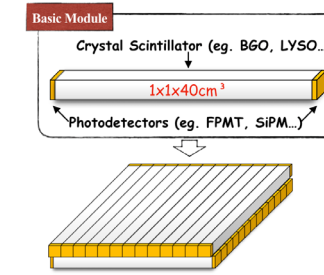 Basic Module
Crystal Scintillator (eg. BGO, LYSO..
1x1x40cm³
Photodetectors (eg. FPMT, SiPM...)